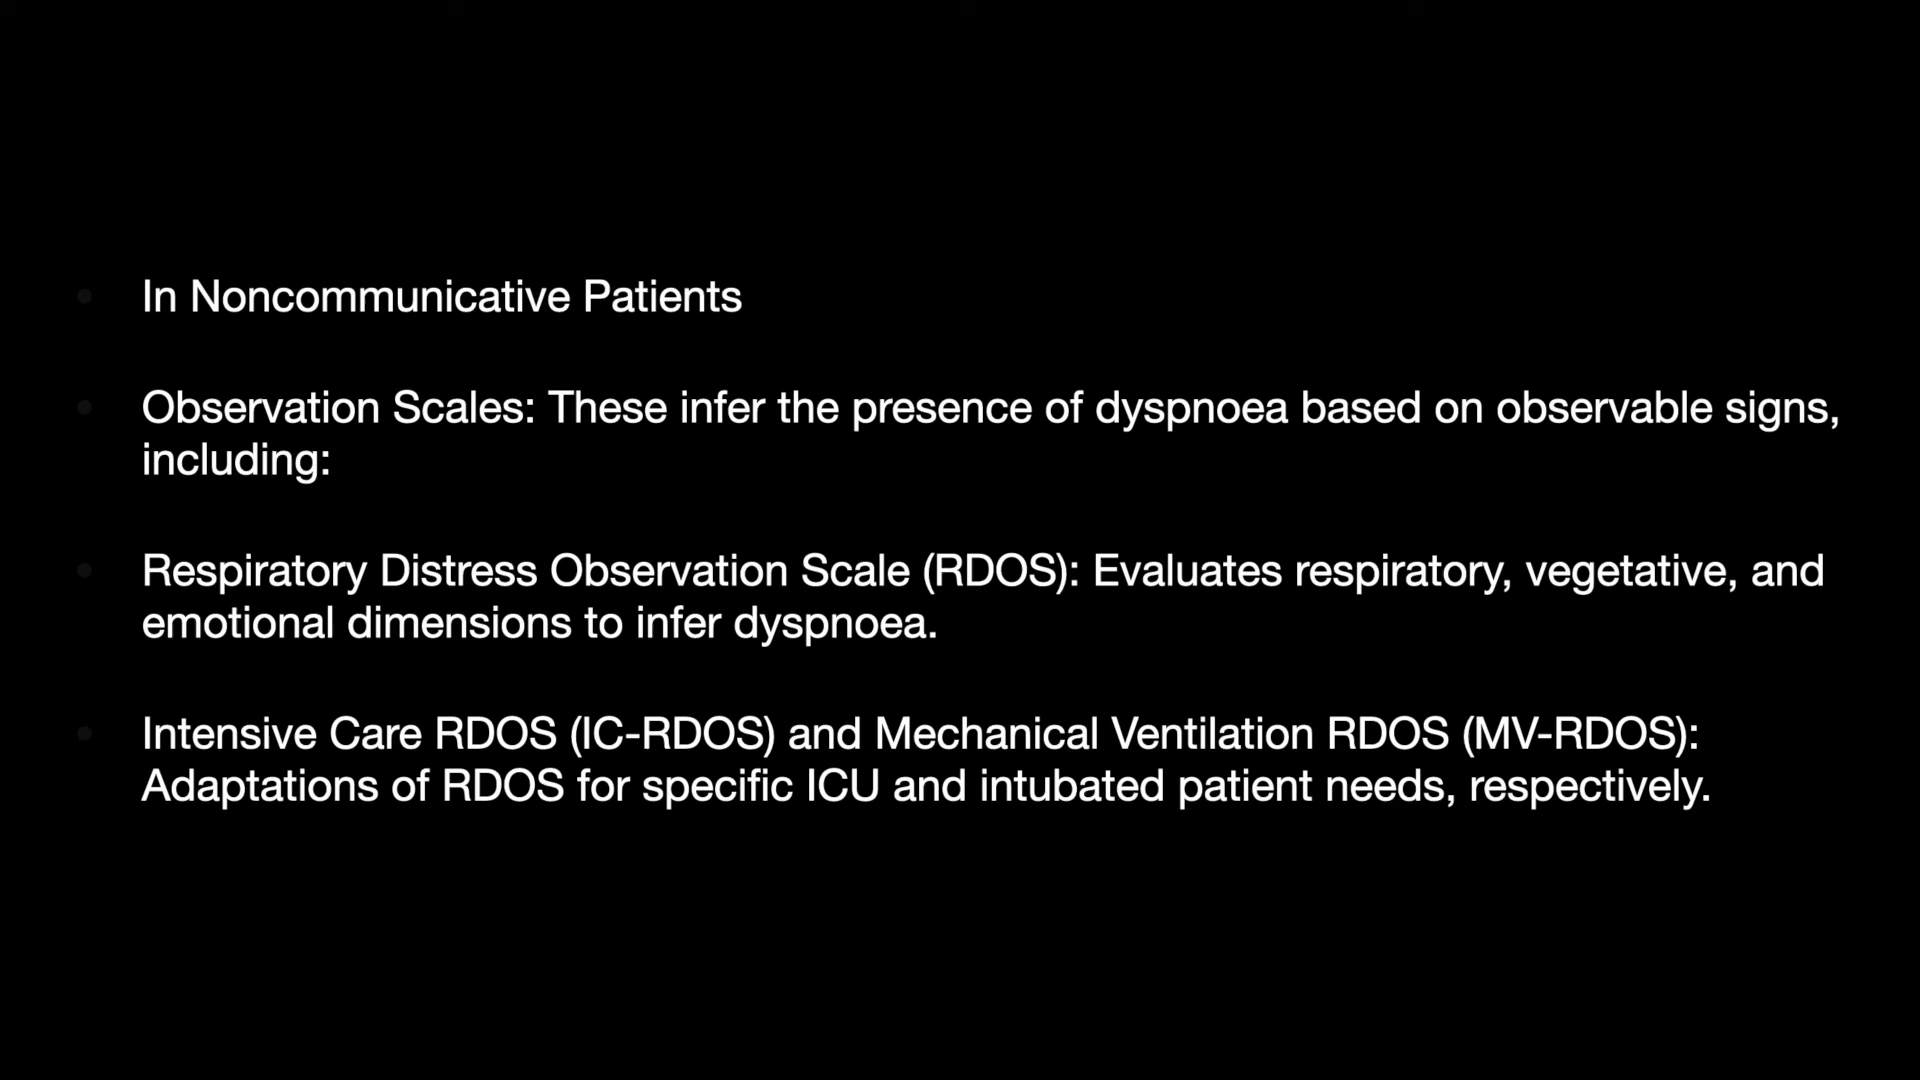 In Noncommunicative Patients
Observation Scales: These infer the presence of dyspnoea based on observable signs,
including:
Respiratory Distress Observation Scale (RDOS): Evaluates respiratory, vegetative, and
emotional dimensions to infer dyspnoea.
Intensive Care RDOS (IC-RDOS) and Mechanical Ventilation RDOS (MV-RDOS):
Adaptations of RDOS for specific ICU and intubated patient needs, respectively.